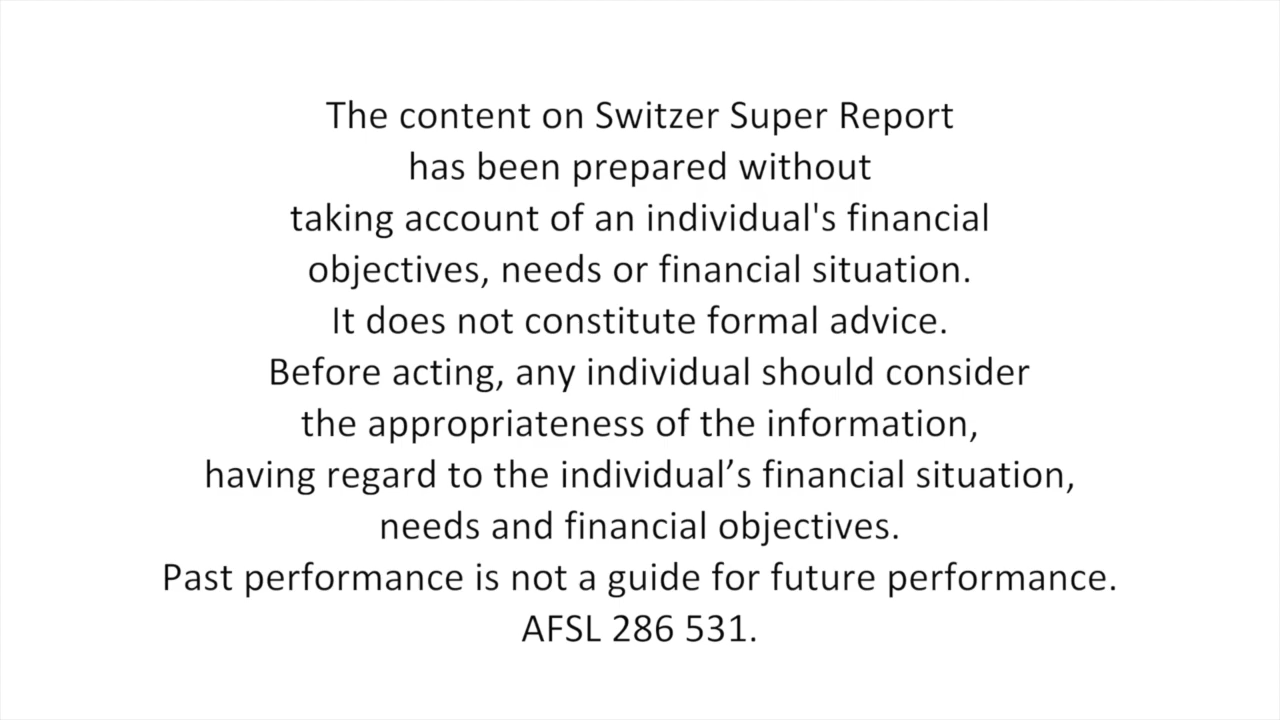 The content on Switzer Super Report
has been prepared without
taking account of an individual's financial
objectives, needs or financial situation.
It does not constitute formal advice.
Before acting, any individual should consider
the appropriateness of the information,
having regard to the individual’s financial situation,
needs and financial objectives.
Past performance is not a guide for future performance.
AFSL 286 531.